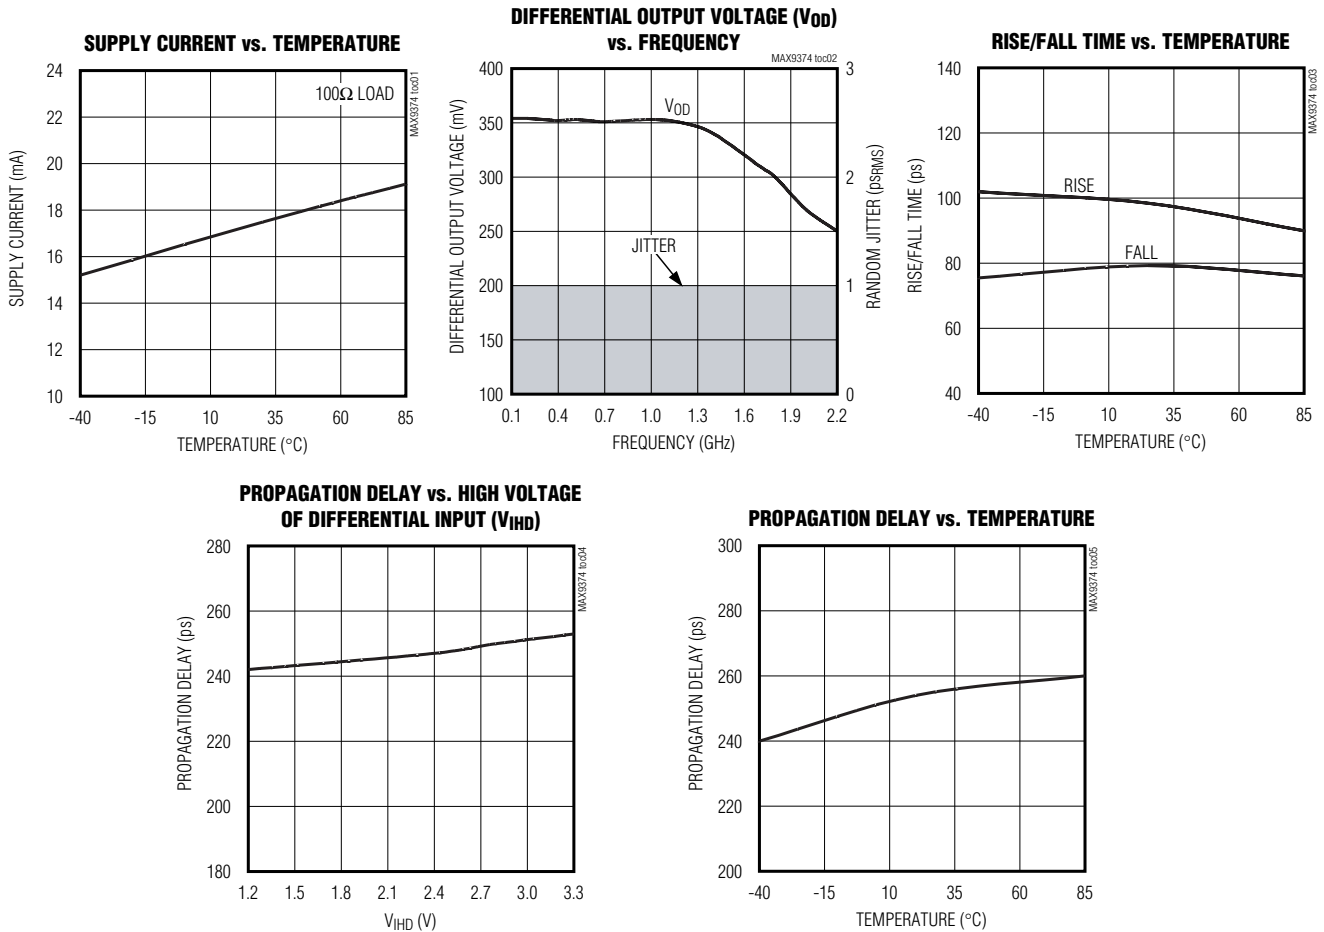 SUPPLY CURRENT vs. TEMPERATURE
24
22
20
18
16
14
12
10
SUPPLY CURRENT (mA)
100Ω LOAD
MAX9374 toc01
-40 -15 10 35 60 85
TEMPERATURE (°C)
DIFFERENTIAL OUTPUT VOLTAGE (VOD)
vs. FREQUENCY
MAX9374 toc02
400
350
300
250
200
150
100
DIFFERENTIAL OUTPUT VOLTAGE (mV)
VOD
JITTER
3
2
1
0
RANDOM JITTER (psRMS)
0.1 0.4 0.7 1.0 1.3 1.6 1.9 2.2
FREQUENCY (GHz)
RISE/FALL TIME vs. TEMPERATURE
140
120
100
80
60
40
RISE/FALL TIME (ps)
RISE
FALL
MAX9374 toc03
-40 -15 10 35 60 85
TEMPERATURE (°C)
PROPAGATION DELAY vs. HIGH VOLTAGE
OF DIFFERENTIAL INPUT (VIHD)
280
260
240
220
200
180
PROPAGATION DELAY (ps)
MAX9374 toc04
1.2 1.5 1.8 2.1 2.4 2.7 3.0 3.3
VIHD (V)
PROPAGATION DELAY vs. TEMPERATURE
300
280
260
240
220
200
PROPAGATION DELAY (ps)
MAX9374 toc05
-40 -15 10 35 60 85
TEMPERATURE (°C)